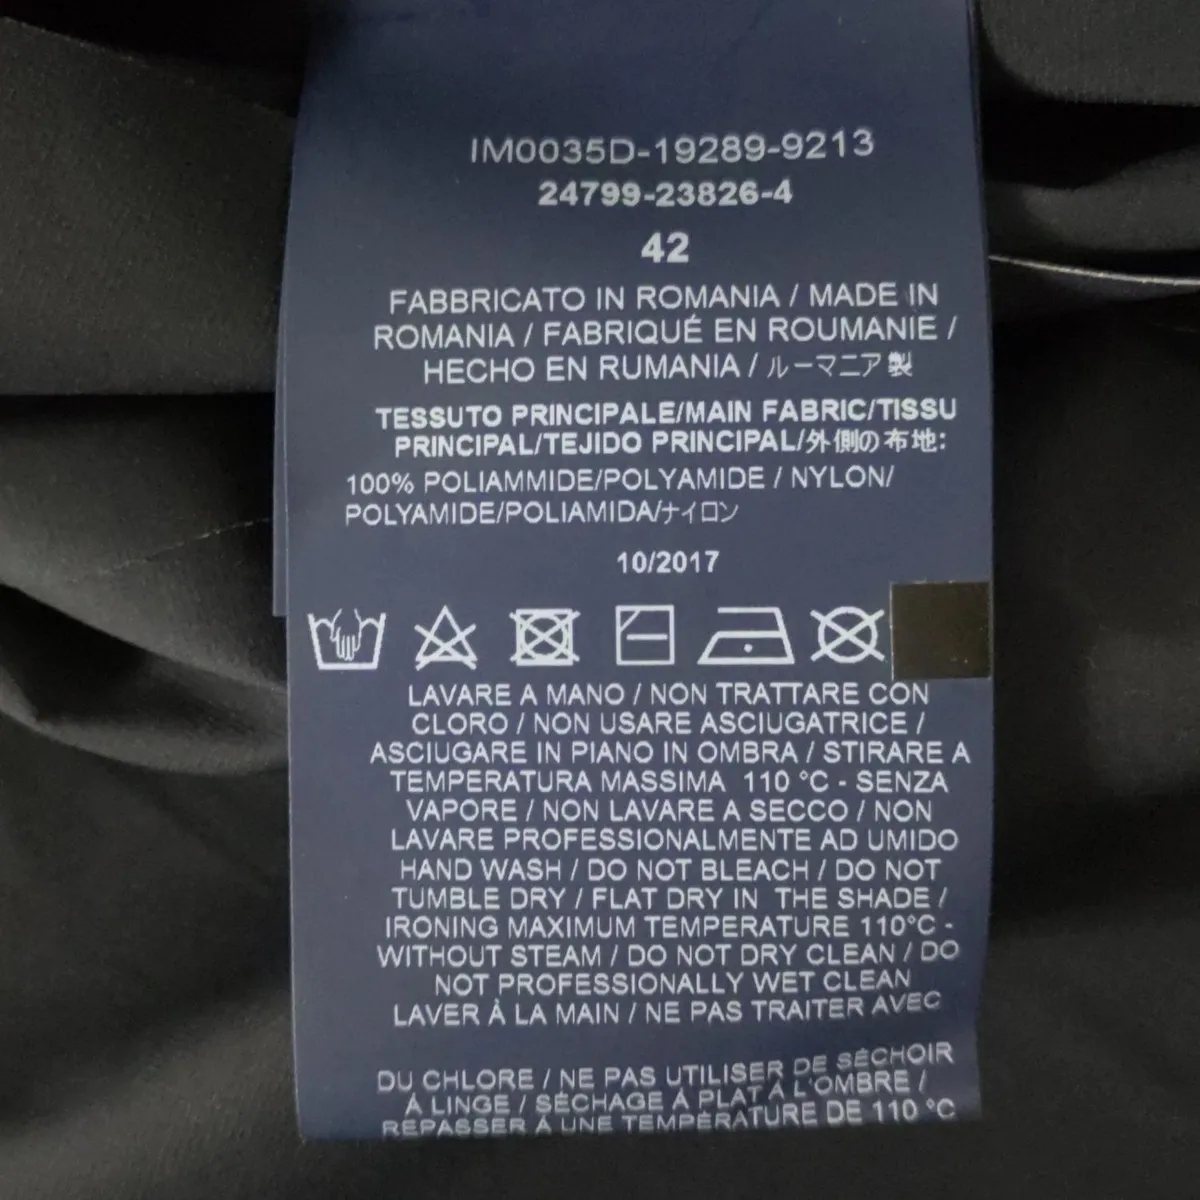 IM0035D-19289-9213
24799-23826-4
42
FABBRICATO IN ROMANIA / MADE IN
ROMANIA / FABRIQUÉ EN ROUMANIE /
HECHO EN RUMANIA / ルーマニア製
TESSUTO PRINCIPALE/MAIN FABRIC/TISSU
PRINCIPAL/TEJIDO PRINCIPAL/外側の布地:
100% POLIAMMIDE/POLYAMIDE / NYLON/
POLYAMIDE/POLIAMIDA/ナイロン
10/2017
LAVARE A MANO / NON TRATTARE CON
CLORO / NON USARE ASCIUGATRICE /
ASCIUGARE IN PIANO IN OMBRA / STIRARE A
TEMPERATURA MASSIMA 110 °C - SENZA
VAPORE / NON LAVARE A SECCO / NON
LAVARE PROFESSIONALMENTE AD UMIDO
HAND WASH / DO NOT BLEACH / DO NOT
TUMBLE DRY / FLAT DRY IN THE SHADE /
IRONING MAXIMUM TEMPERATURE 110°C -
WITHOUT STEAM / DO NOT DRY CLEAN / DO
NOT PROFESSIONALLY WET CLEAN
LAVER À LA MAIN / NE PAS TRAITER AVEC
DU CHLORE / NE PAS UTILISER DE SÉCHOIR
À LINGE / SÉCHAGE À PLAT À L'OMBRE /
REPASSER À UNE TEMPÉRATURE DE 110 °C